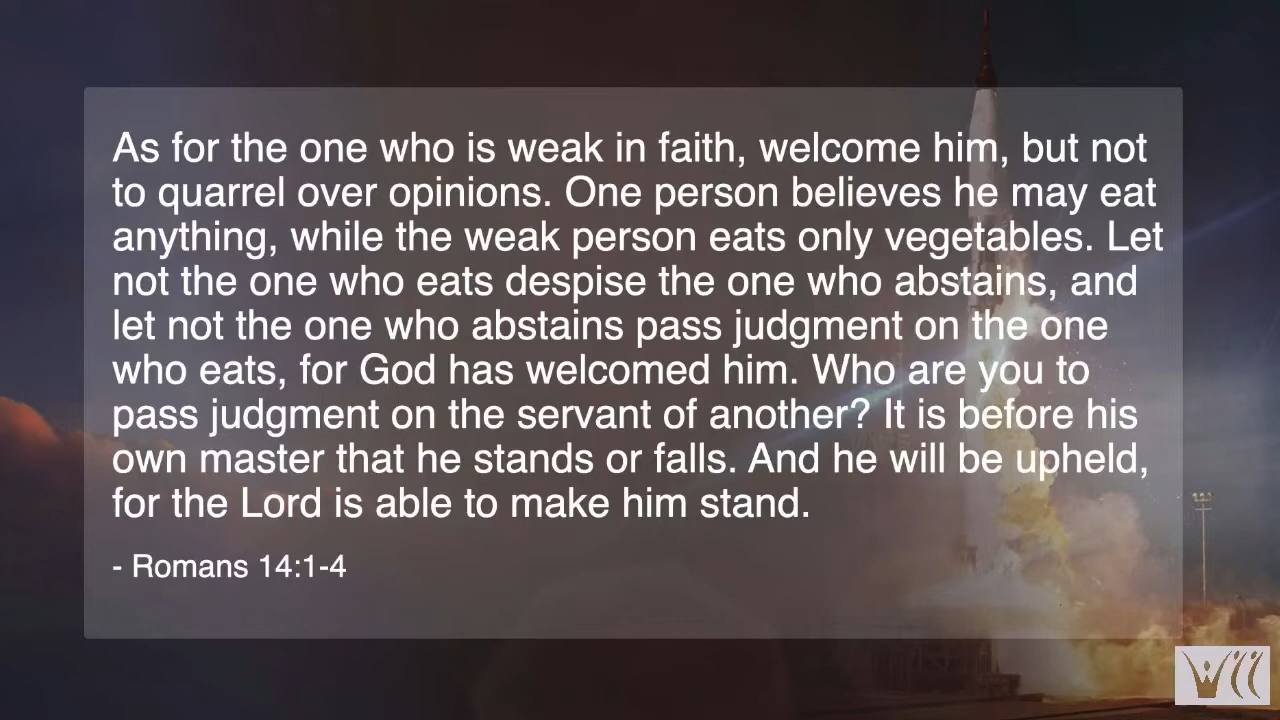 As for the one who is weak in faith, welcome him, but not
to quarrel over opinions. One person believes he may eat
anything, while the weak person eats only vegetables. Let
not the one who eats despise the one who abstains, and
let not the one who abstains pass judgment on the one
who eats, for God has welcomed him. Who are you to
pass judgment on the servant of another? It is before his
own master that he stands or falls. And he will be upheld,
for the Lord is able to make him stand.
- Romans 14:1-4